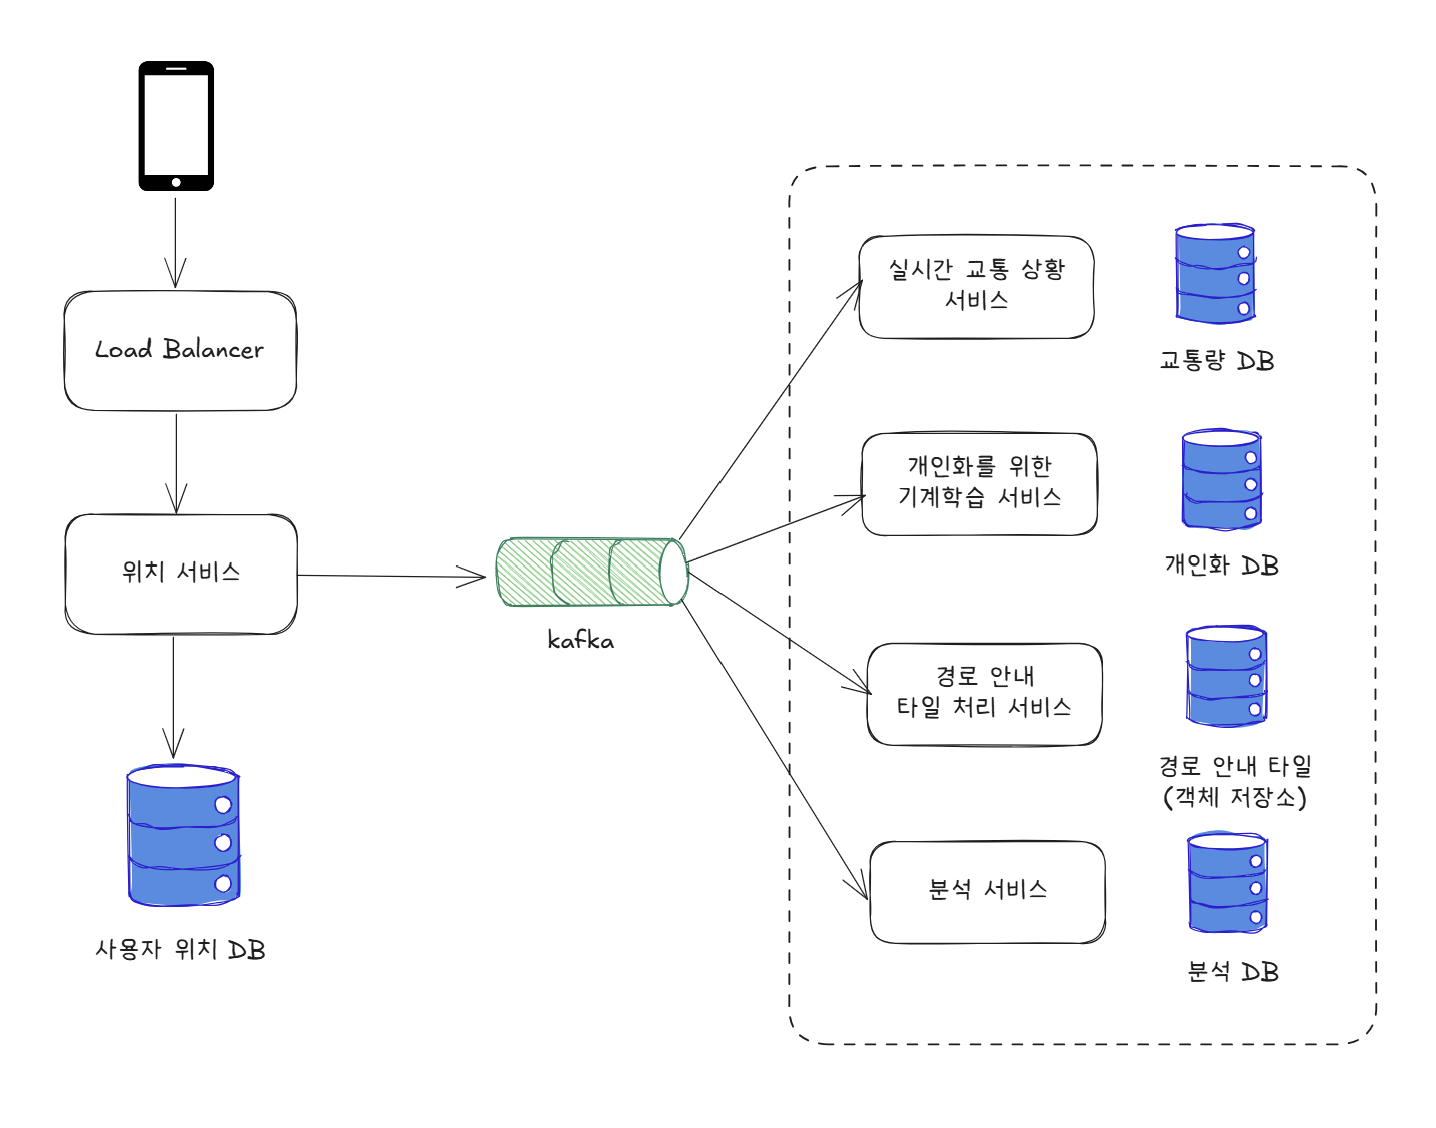 Load Balancer
위치 서비스
사용자 위치 DB
kafka
실시간 교통 상황
서비스
교통량 DB
개인화를 위한
기계학습 서비스
개인화 DB
경로 안내
타일 처리 서비스
경로 안내 타일
(객체 저장소)
분석 서비스
분석 DB